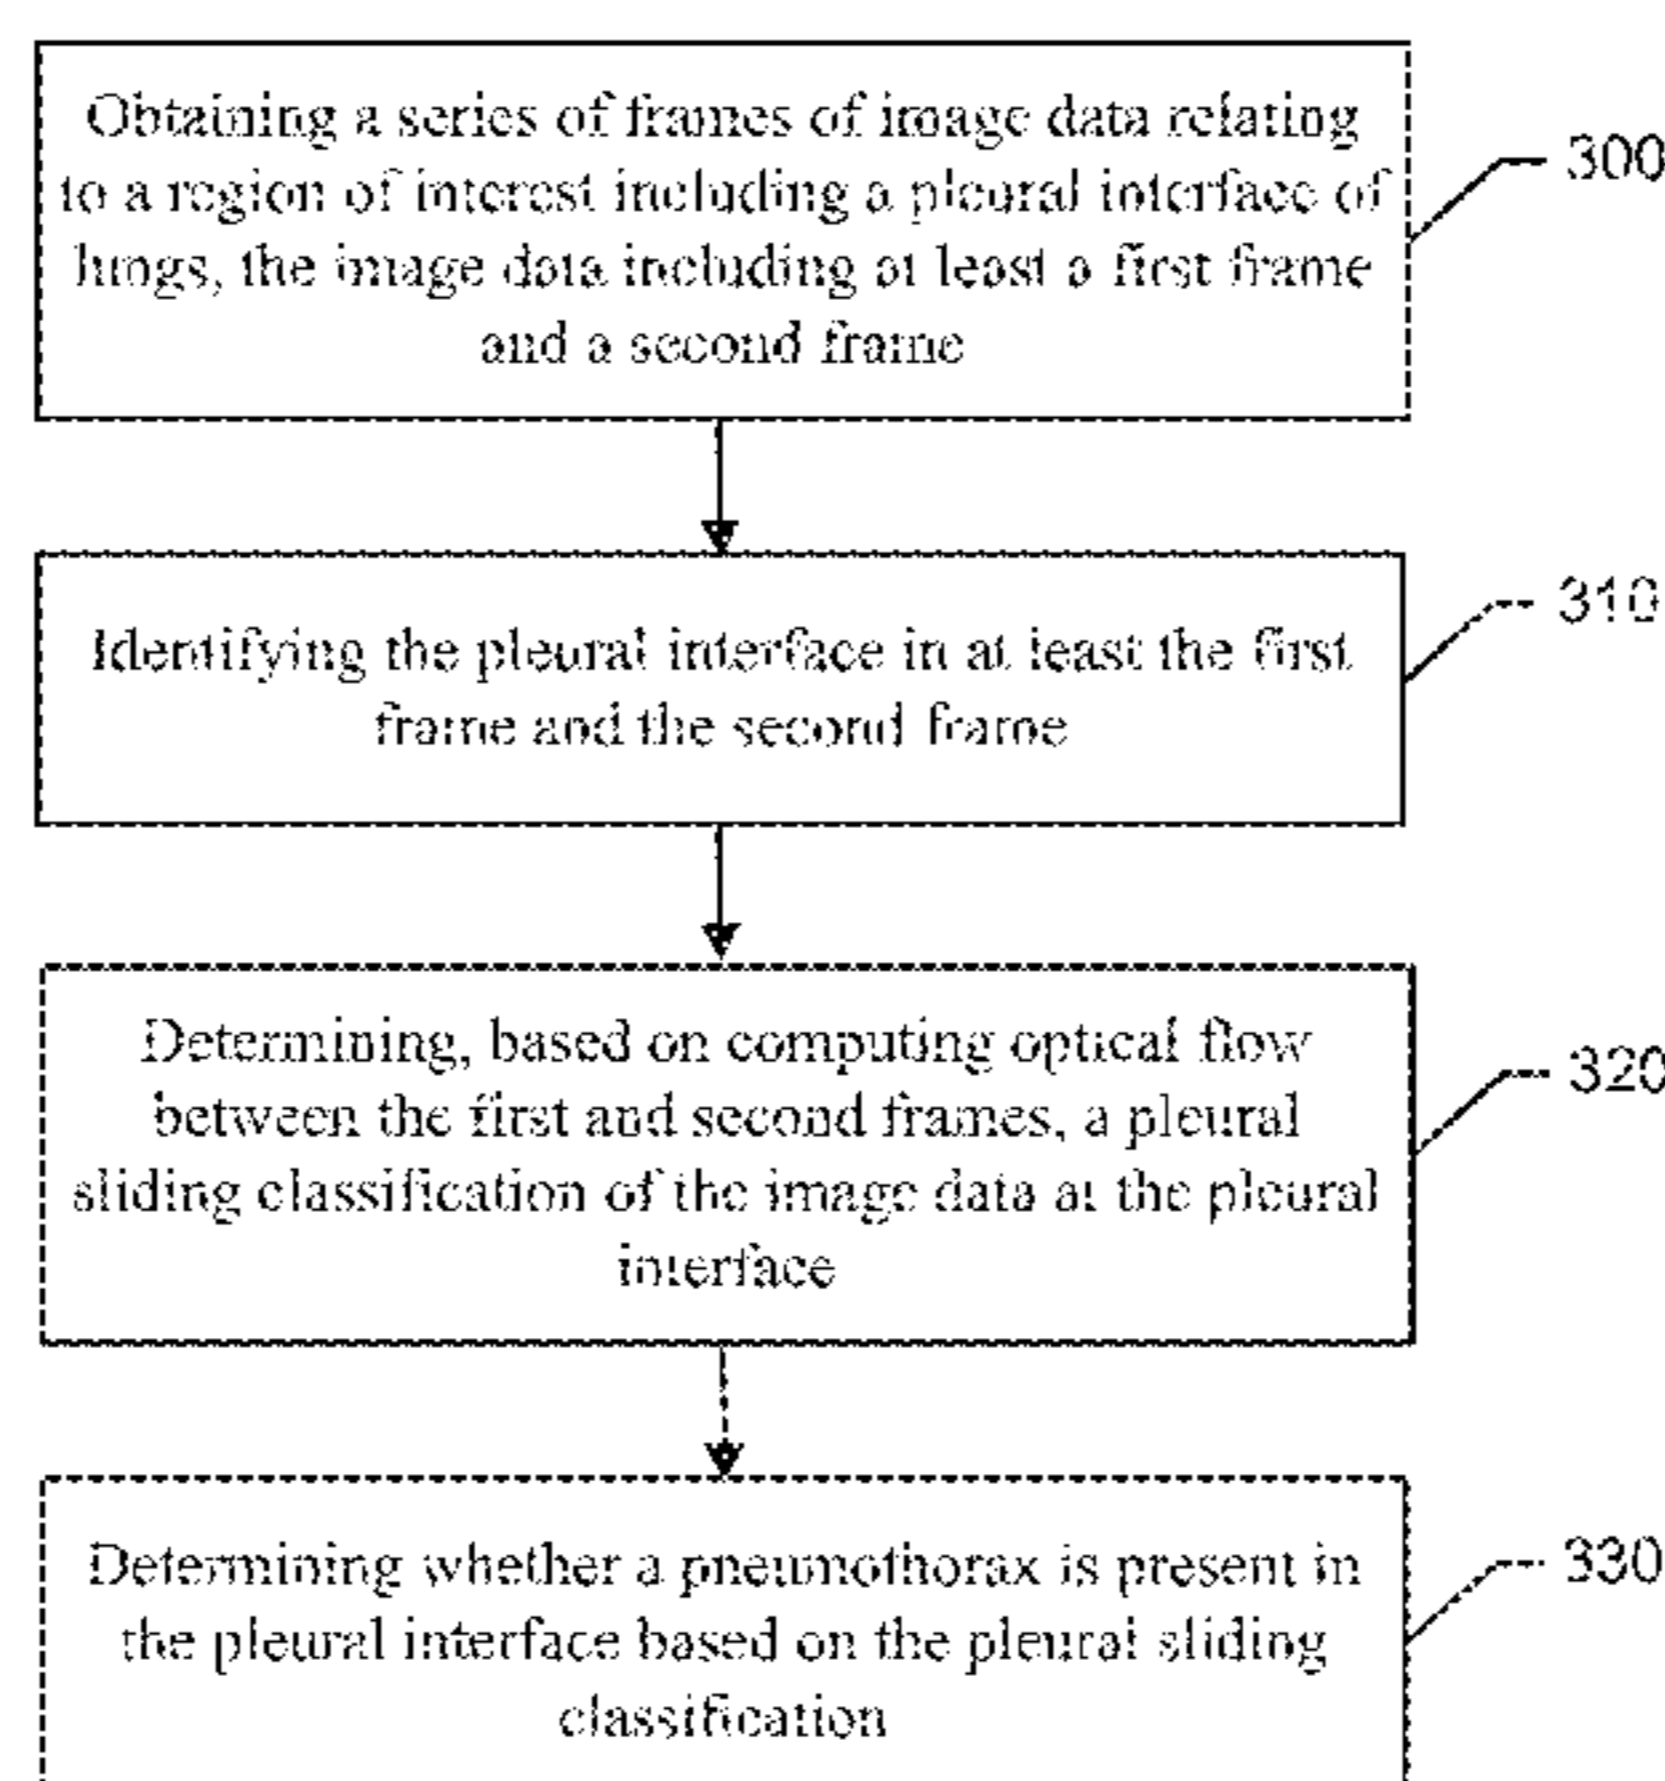 Obtaining a series of frames of image data relating
to a region of interest including a pleural interface of
lungs, the image data including at least a first frame
and a second frame
300
Identifying the pleural interface in at least the first
frame and the second frame
310
Determining, based on computing optical flow
between the first and second frames, a pleural
sliding classification of the image data at the pleural
interface
320
Determining whether a pneumothorax is present in
the pleural interface based on the pleural sliding
classification
330